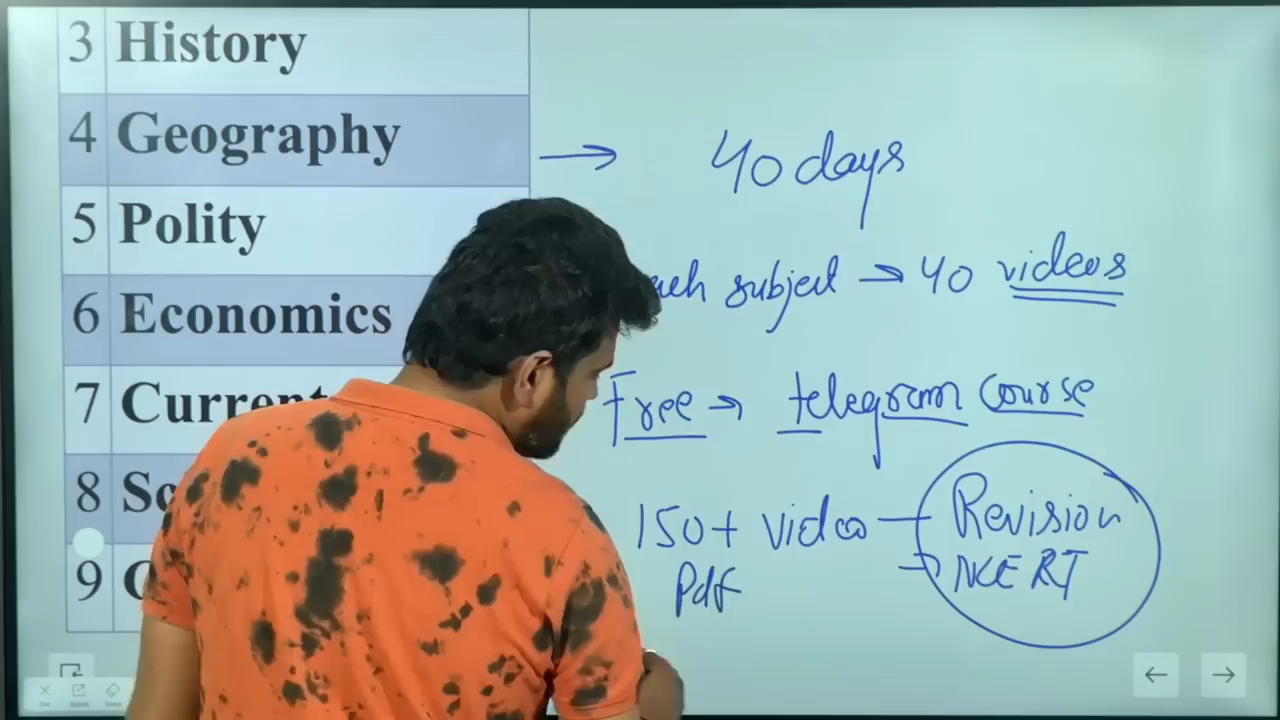 3 History
4 Geography → 40 days
5 Polity
subject → 40 videos
6 Economics
7
Free → telegram course
8
150+ video – Revision
→ NCERT
Pdf
9